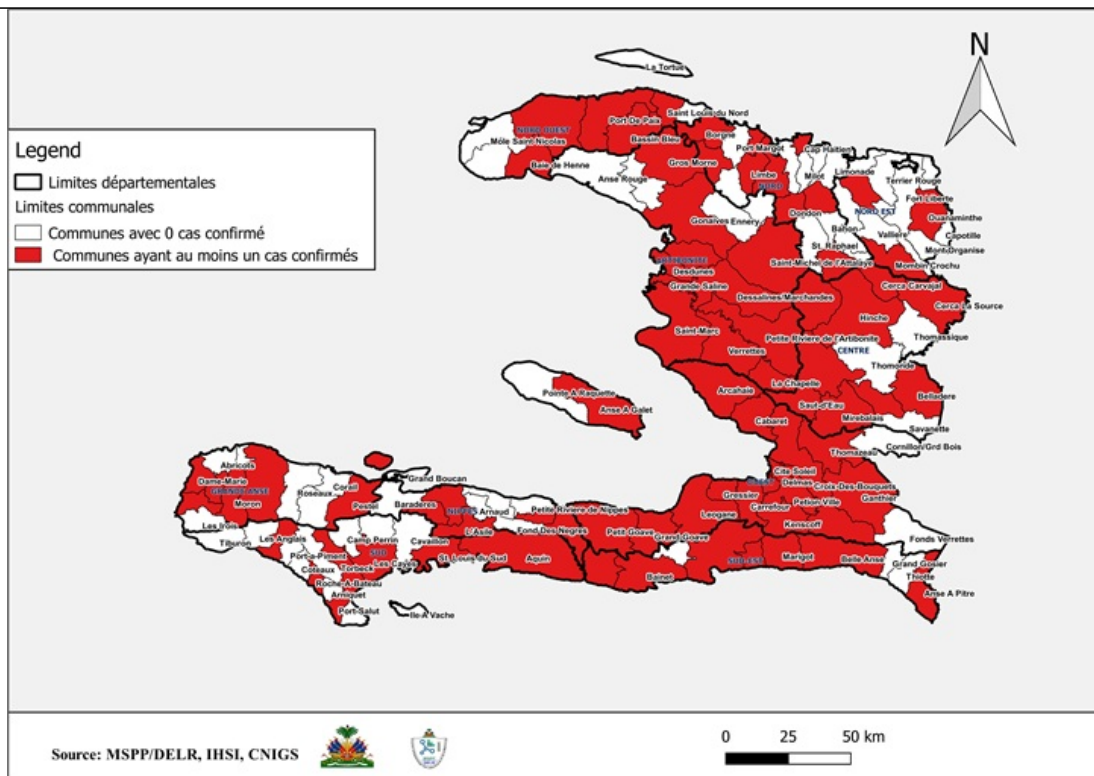 N
La Tortue
Saint Louis du Nord
Port De Paix
NORD OUEST
Môle Saint Nicolas
Bassin Bleu
Borgne
Port Margot
Cap Haïtien
Baie de Henne
Gros Morne
Limbe
NORD
Milot
Limonade
Terrier Rouge
Anse Rouge
Fort Liberte
Gonaïves
Ennery
Dondon
NORD EST
Ouanaminthe
Bahon
Valliere
Capotille
St. Raphael
Mont-Organise
Saint-Michel de l'Attalaye
Mombin Crochu
ARTIBONITE
Desdunes
Grande Saline
Cerca Carvajal
Dessalines/Marchandes
Cerca La Source
Hinche
Saint-Marc
Petite Riviere de l'Artibonite
Thomassique
Verrettes
CENTRE
Thomonde
La Chapelle
Pointe A Raquette
Arcahaie
Belladere
Anse A Galet
Saut-d'Eau
Cabaret
Mirebalais
Savanette
Cornillon/Grd Bois
Thomazeau
Abricots
Cite Soleil
Grand Boucan
OUEST
Delmas
Croix-Des-Bouquets
Dame-Marie
GRANDE ANSE
Roseaux
Corail
Gressier
Ganthier
Moron
Pestel
Baraderes
NIPPES
Arnaud
Petite Riviere de Nippes
Leogane
Carrefour
Petion Ville
Les Irois
L'Asile
Fond Des Negres
Petit Goave
Kenscoff
Tiburon
Les Anglais
Camp Perrin
Cavaillon
Grand-Goave
Fonds Verrettes
Port-a-Piment
SUD
St. Louis du Sud
Aquin
SUD-EST
Marigot
Belle Anse
Grand Gosier
Coteaux
Torbeck
Les Cayes
Thiotte
Roche-A-Bateau
Bainet
Arniquet
Anse A Pitre
Port-Salut
Ile A Vache
Legend
Limites départementales
Limites communales
Communes avec 0 cas confirmé
Communes ayant au moins un cas confirmés
Source: MSPP/DELR, IHSI, CNIGS
0 25 50 km